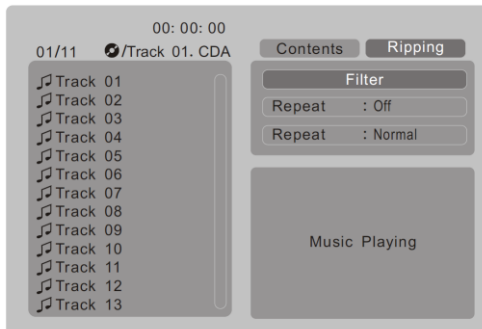 00: 00: 00
01/11 /Track 01. CDA
Track 01
Track 02
Track 03
Track 04
Track 05
Track 06
Track 07
Track 08
Track 09
Track 10
Track 11
Track 12
Track 13
Contents Ripping
Filter
Repeat : Off
Repeat : Normal
Music Playing